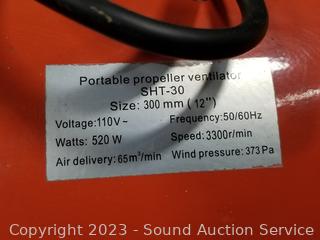 Portable propeller ventilator
SHT-30
Size: 300 mm ( 12")
Voltage:110V~ Frequency:50/60Hz
Watts: 520 W Speed: 3300r/min
Air delivery: 65m³/min Wind pressure: 373 Pa
Copyright 2023 - Sound Auction Service